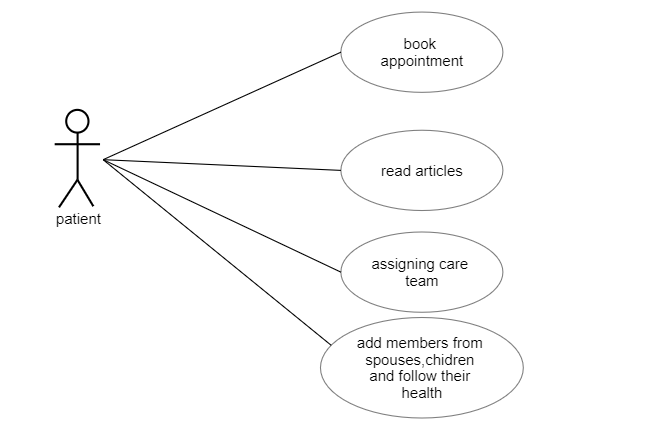 book
appointment
read articles
patient
assigning care
team
add members from
spouses,chidren
and follow their
health